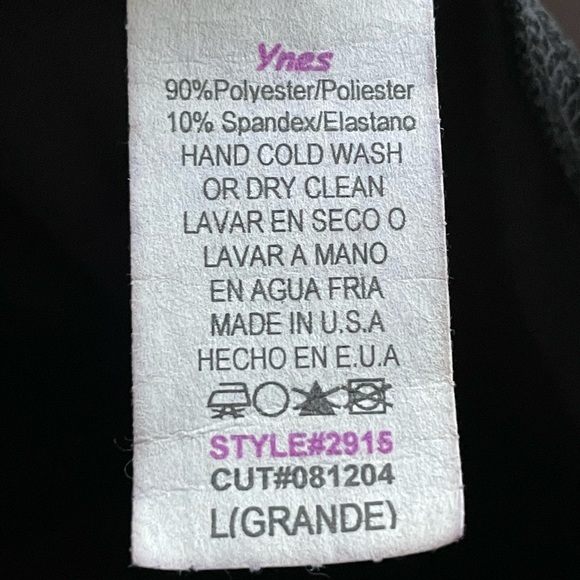 Ynes
90%Polyester/Poliester
10% Spandex/Elastano
HAND COLD WASH
OR DRY CLEAN
LAVAR EN SECO O
LAVAR A MANO
EN AGUA FRIA
MADE IN U.S.A
HECHO EN E.U.A
STYLE#2915
CUT#081204
L(GRANDE)